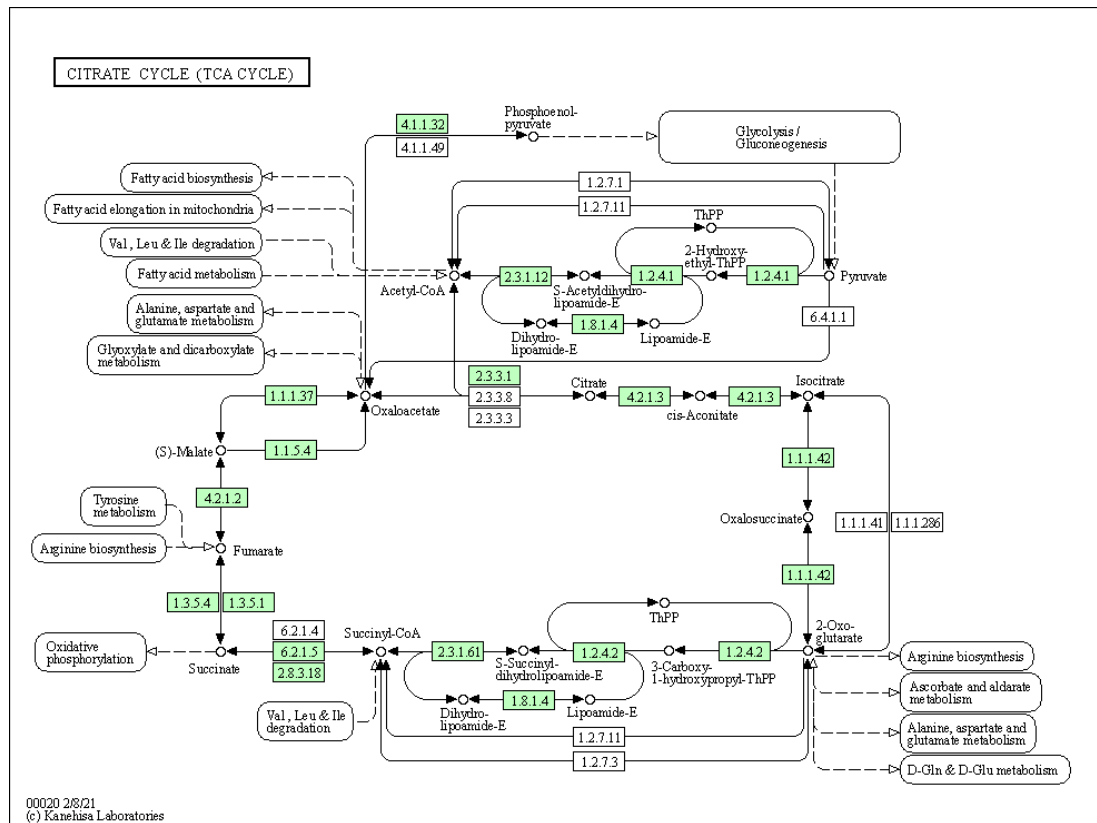 CITRATE CYCLE (TCA CYCLE)
Phosphoenol-
pyruvate
4.1.1.32
4.1.1.49
Glycolysis /
Gluconeogenesis
Fatty acid biosynthesis
Fatty acid elongation in mitochondria
Val, Leu & Ile degradation
Fatty acid metabolism
1.2.7.1
1.2.7.11
ThPP
2-Hydroxy-
ethyl-ThPP
Acetyl-CoA
2.3.1.12
S-Acetyldihydro-
lipoamide-E
1.2.4.1
1.2.4.1
Pyruvate
Alanine, aspartate and
glutamate metabolism
Dihydro-
lipoamide-E
1.8.1.4
Lipoamide-E
6.4.1.1
Glyoxylate and dicarboxylate
metabolism
1.1.1.37
Oxaloacetate
2.3.3.1
2.3.3.8
2.3.3.3
Citrate
4.2.1.3
cis-Aconitate
4.2.1.3
Isocitrate
(S)-Malate
1.1.5.4
1.1.1.42
4.2.1.2
Tyrosine
metabolism
Oxalosuccinate
1.1.1.41
1.1.1.286
Arginine biosynthesis
Fumarate
1.1.1.42
1.3.5.4
1.3.5.1
ThPP
2-Oxo-
glutarate
Oxidative
phosphorylation
Succinate
6.2.1.4
6.2.1.5
2.8.3.18
Succinyl-CoA
2.3.1.61
S-Succinyl-
dihydrolipoamide-E
1.2.4.2
3-Carboxy-
1-hydroxypropyl-ThPP
1.2.4.2
Arginine biosynthesis
Ascorbate and aldarate
metabolism
Val, Leu & Ile
degradation
Dihydro-
lipoamide-E
1.8.1.4
Lipoamide-E
Alanine, aspartate and
glutamate metabolism
1.2.7.11
1.2.7.3
D-Gln & D-Glu metabolism
00020 2/8/21
(c) Kanehisa Laboratories